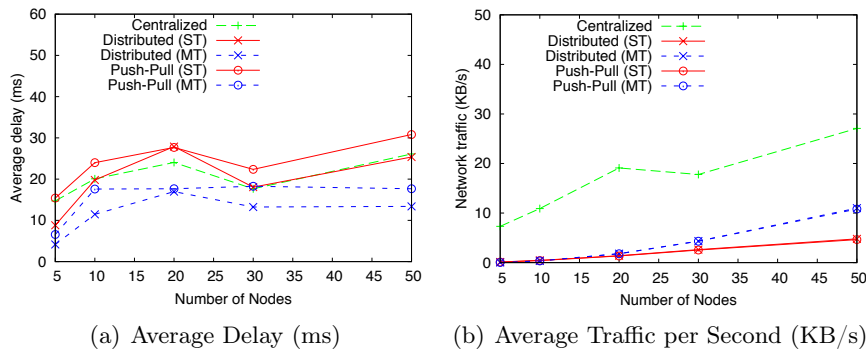 60
50
40
30
20
10
0
Average delay (ms)
Centralized
Distributed (ST)
Distributed (MT)
Push-Pull (ST)
Push-Pull (MT)
5 10 15 20 25 30 35 40 45 50
Number of Nodes
(a) Average Delay (ms)
50
40
30
20
10
0
Network traffic (KB/s)
Centralized
Distributed (ST)
Distributed (MT)
Push-Pull (ST)
Push-Pull (MT)
5 10 15 20 25 30 35 40 45 50
Number of Nodes
(b) Average Traffic per Second (KB/s)